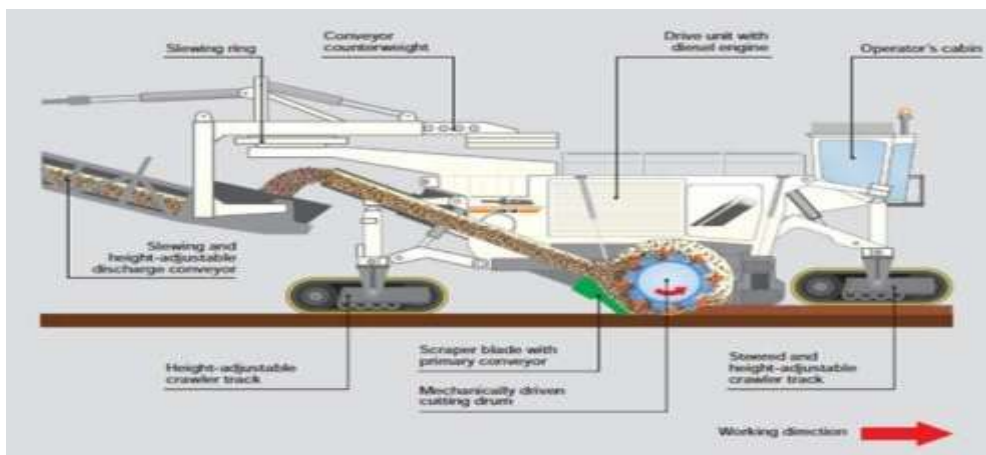 Slewing ring
Conveyor
counterweight
Drive unit with
diesel engine
Operator's cabin
Slewing and
height-adjustable
discharge conveyor
Height-adjustable
crawler track
Scraper blade with
primary conveyor
Mechanically driven
cutting drum
Steered and
height-adjustable
crawler track
Working direction